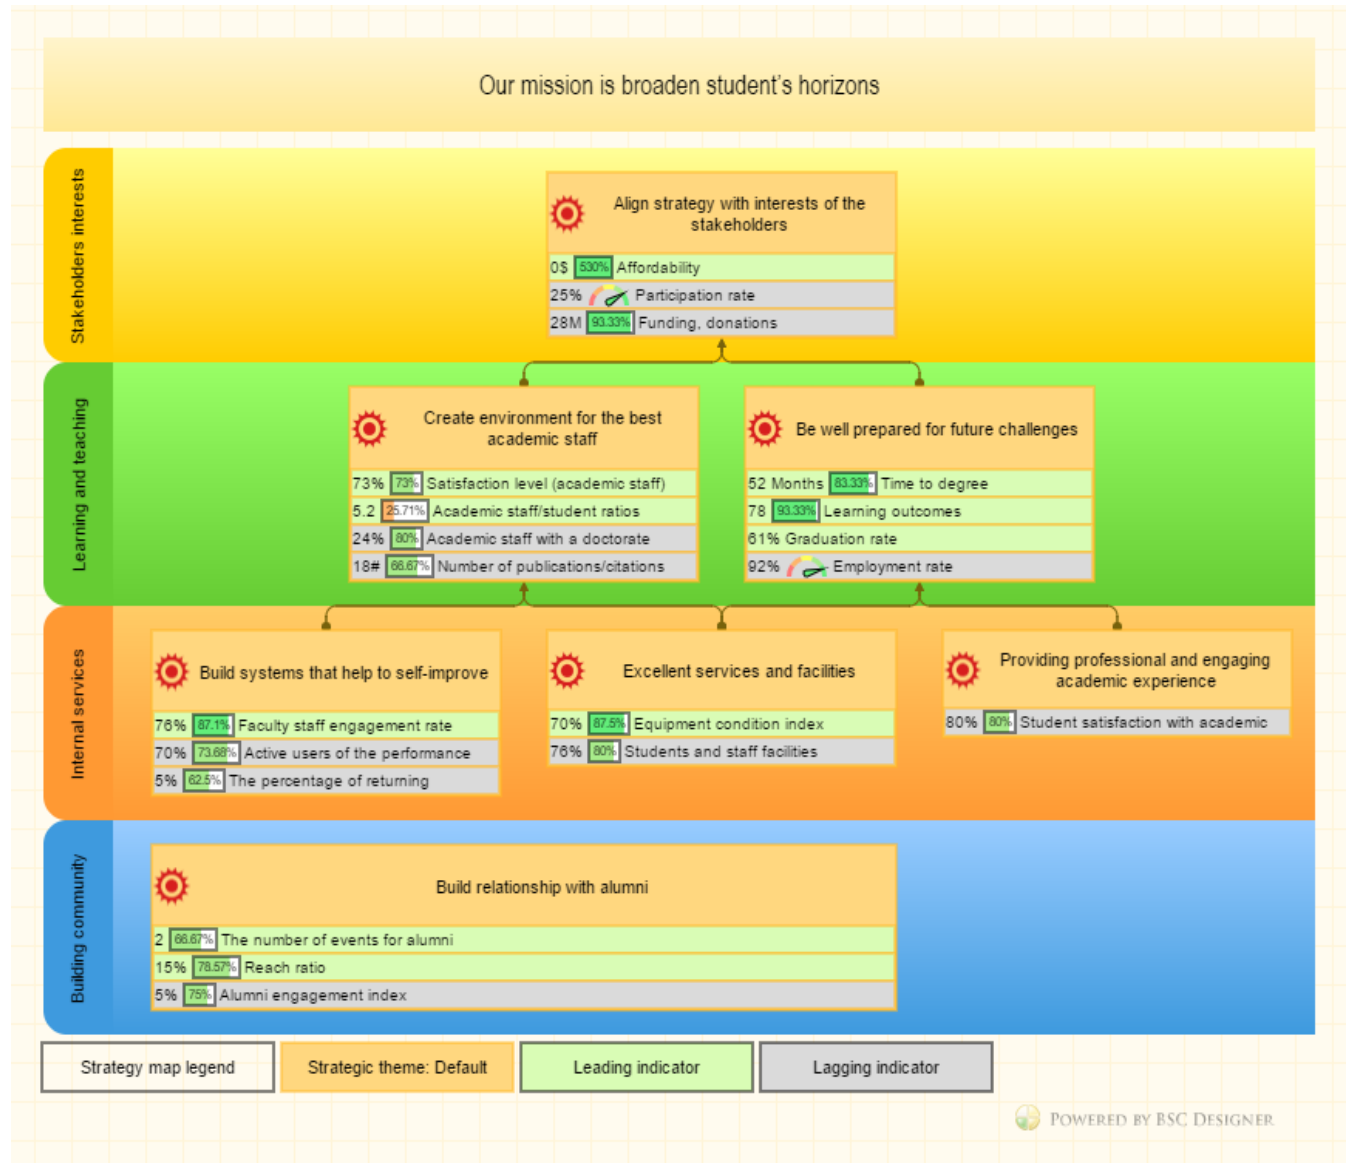 Our mission is broaden student's horizons
Stakeholders interests
Align strategy with interests of the
stakeholders
0$ 530% Affordability
25% Participation rate
28M 93.33% Funding, donations
Learning and teaching
Create environment for the best
academic staff
73% 73% Satisfaction level (academic staff)
5.2 25.71% Academic staff/student ratios
24% 80% Academic staff with a doctorate
18# 66.67% Number of publications/citations
Be well prepared for future challenges
52 Months 83.33% Time to degree
78 93.33% Learning outcomes
61% Graduation rate
92% Employment rate
Internal services
Build systems that help to self-improve
76% 87.1% Faculty staff engagement rate
70% 73.68% Active users of the performance
5% 62.5% The percentage of returning
Excellent services and facilities
70% 87.5% Equipment condition index
76% 80% Students and staff facilities
Providing professional and engaging
academic experience
80% 80% Student satisfaction with academic
Building community
Build relationship with alumni
2 66.67% The number of events for alumni
15% 78.57% Reach ratio
5% 75% Alumni engagement index
Strategy map legend
Strategic theme: Default
Leading indicator
Lagging indicator
POWERED BY BSC DESIGNER